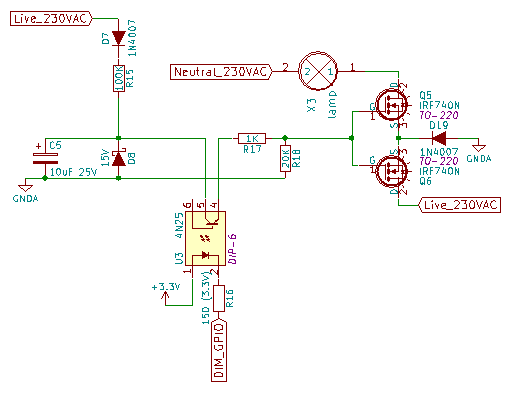 Live_230VAC
D7
1N4007
100K
R15
Neutral_230VAC
2
2
1
1
X3
lamp
D
2
Q5
IRF740N
TO-220
G
1
S
3
DL9
1N4007
GNDA
S
3
TO-220
IRF740N
Q6
G
1
D
2
Live_230VAC
+
C5
10uF 25V
15V
D8
GNDA
1K
R17
20K
R18
6
5
4
4N25
U3
DIP-6
1
2
+3.3V
15D (3.3V)
R16
DIM_GPIO